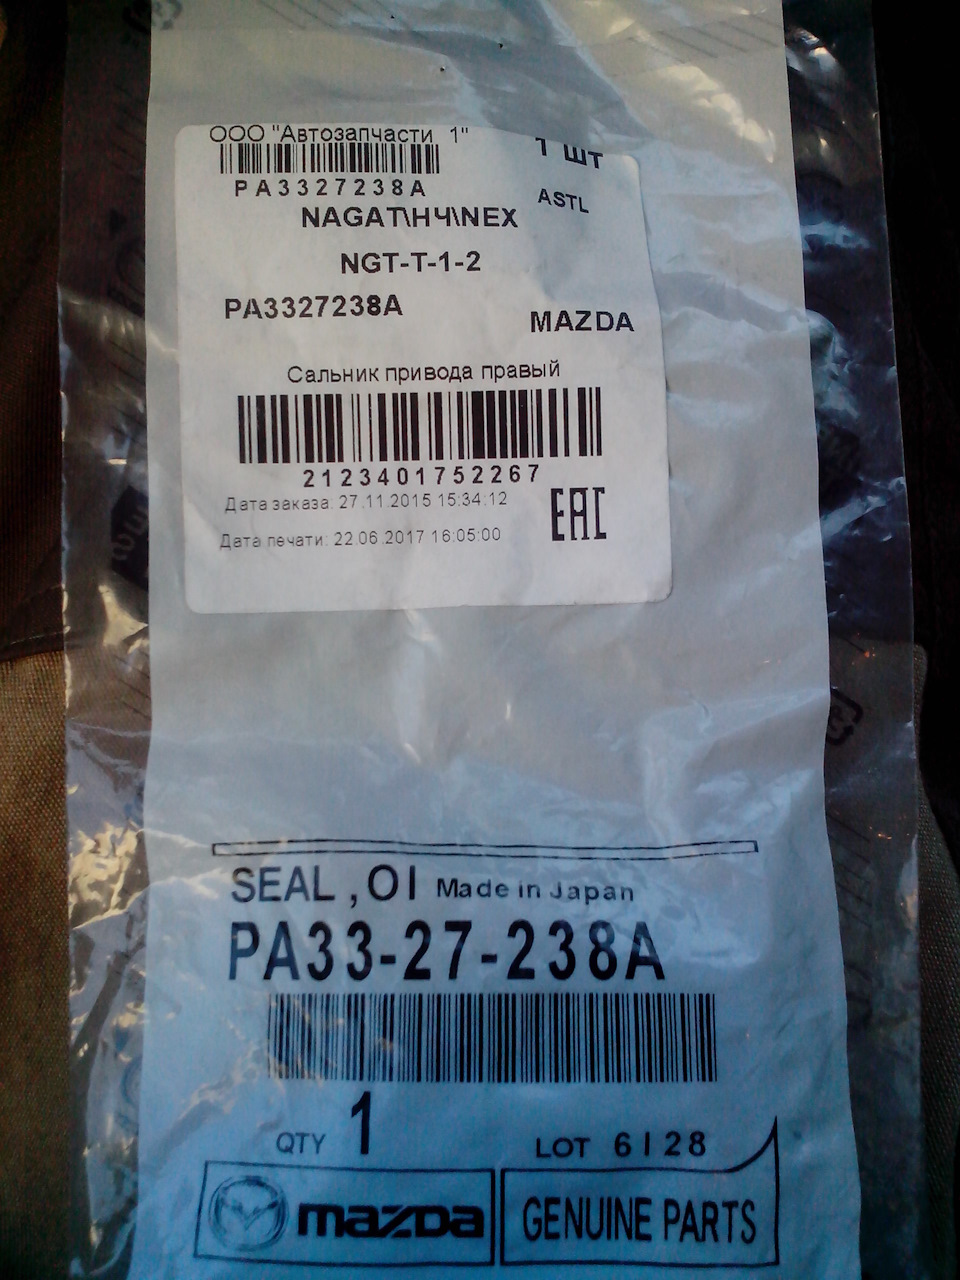 ООО "Автозапчасти 1"
1 шт
PA3327238A
ASTL
NAGAT\НЧ\NEX
NGT-T-1-2
PA3327238A
MAZDA
Сальник привода правый
2123401752267
Дата заказа: 27.11.2015 15:34:12
Дата печати: 22.06.2017 16:05:00
EAC
SEAL ,OI Made in Japan
PA33-27-238A
QTY 1
LOT 6128
mazda
GENUINE PARTS